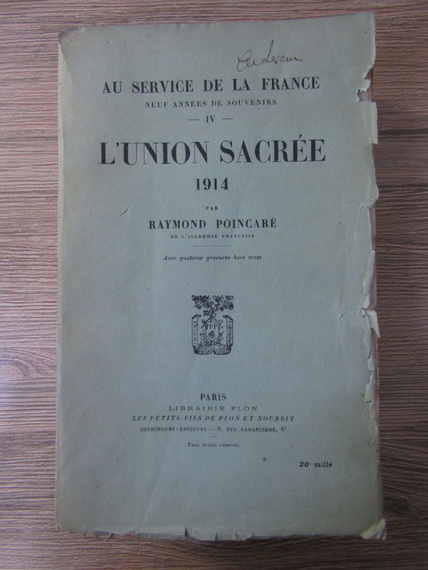 AU SERVICE DE LA FRANCE
NEUF ANNÉES DE SOUVENIRS
— IV —
L'UNION SACRÉE
1914
PAR
RAYMOND POINCARÉ
DE L'ACADÉMIE FRANÇAISE
Avec quatorze gravures hors texte
PARIS
LIBRAIRIE PLON
LES PETITS-FILS DE PLON ET NOURRIT
IMPRIMEURS-ÉDITEURS — 8, RUE GARANCIÈRE, 6e
Tous droits réservés
20e mille